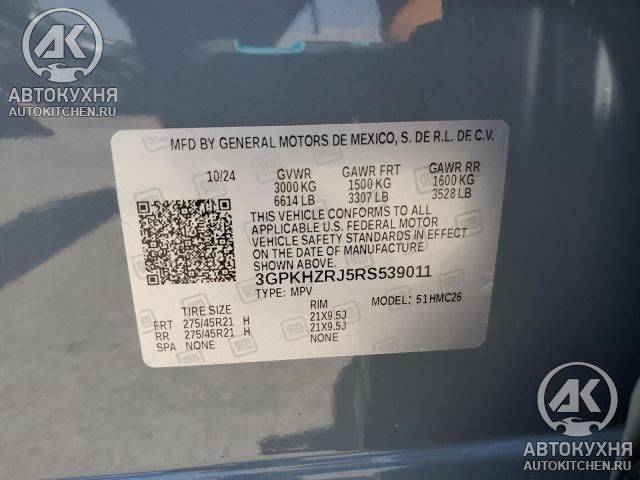 AK
АВТОКУХНЯ
AUTOKITCHEN.RU
MFD BY GENERAL MOTORS DE MEXICO, S. DE R.L. DE C.V.
10/24 GVWR GAWR FRT GAWR RR
3000 KG 1500 KG 1600 KG
6614 LB 3307 LB 3528 LB
THIS VEHICLE CONFORMS TO ALL
APPLICABLE U.S. FEDERAL MOTOR
VEHICLE SAFETY STANDARDS IN EFFECT
ON THE DATE OF MANUFACTURE
SHOWN ABOVE.
3GPKHZRJ5RS539011
TYPE: MPV MODEL: 51HMC26
TIRE SIZE RIM
FRT 275/45R21 H 21X9.5J
RR 275/45R21 H 21X9.5J
SPA NONE NONE
AK
АВТОКУХНЯ
AUTOKITCHEN.RU